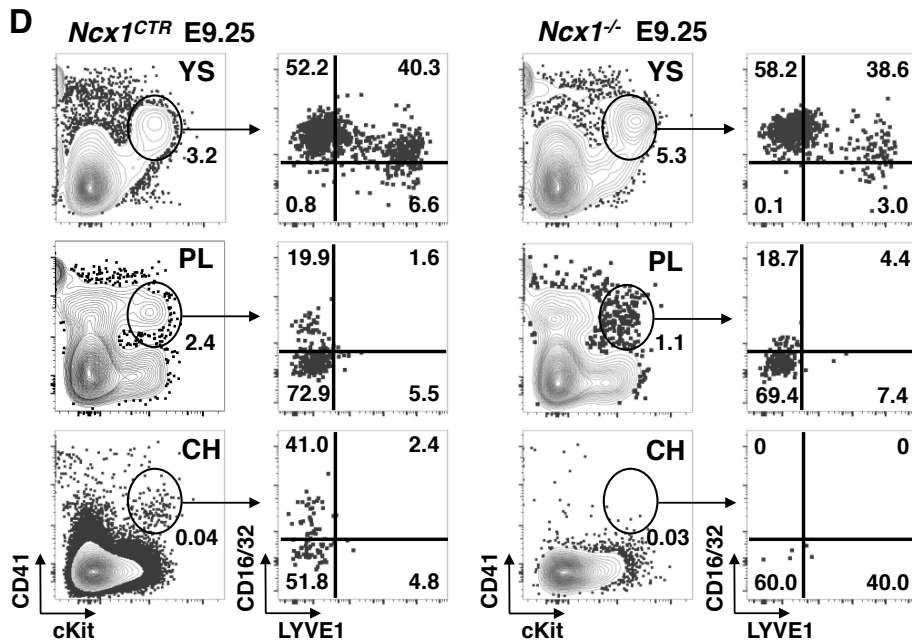 D
Ncx1CTR E9.25
Ncx1-/- E9.25
YS
3.2
52.2 40.3
0.8 6.6
YS
5.3
58.2 38.6
0.1 3.0
PL
2.4
19.9 1.6
72.9 5.5
PL
1.1
18.7 4.4
69.4 7.4
CH
0.04
41.0 2.4
51.8 4.8
CH
0.03
0 0
60.0 40.0
CD41
cKit
CD16/32
LYVE1
CD41
cKit
CD16/32
LYVE1